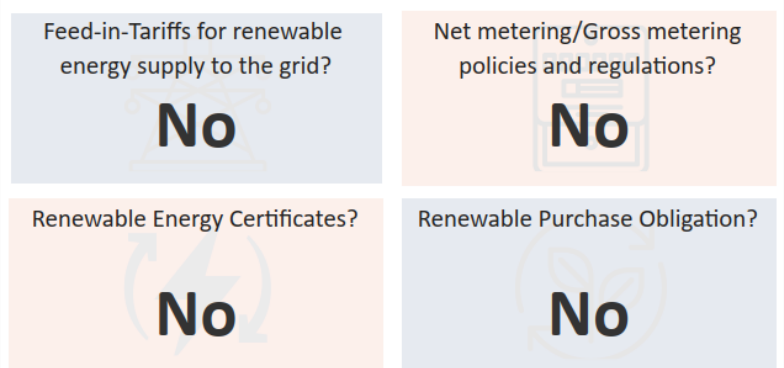 Feed-in-Tariffs for renewable
energy supply to the grid?
No
Net metering/Gross metering
policies and regulations?
No
Renewable Energy Certificates?
No
Renewable Purchase Obligation?
No